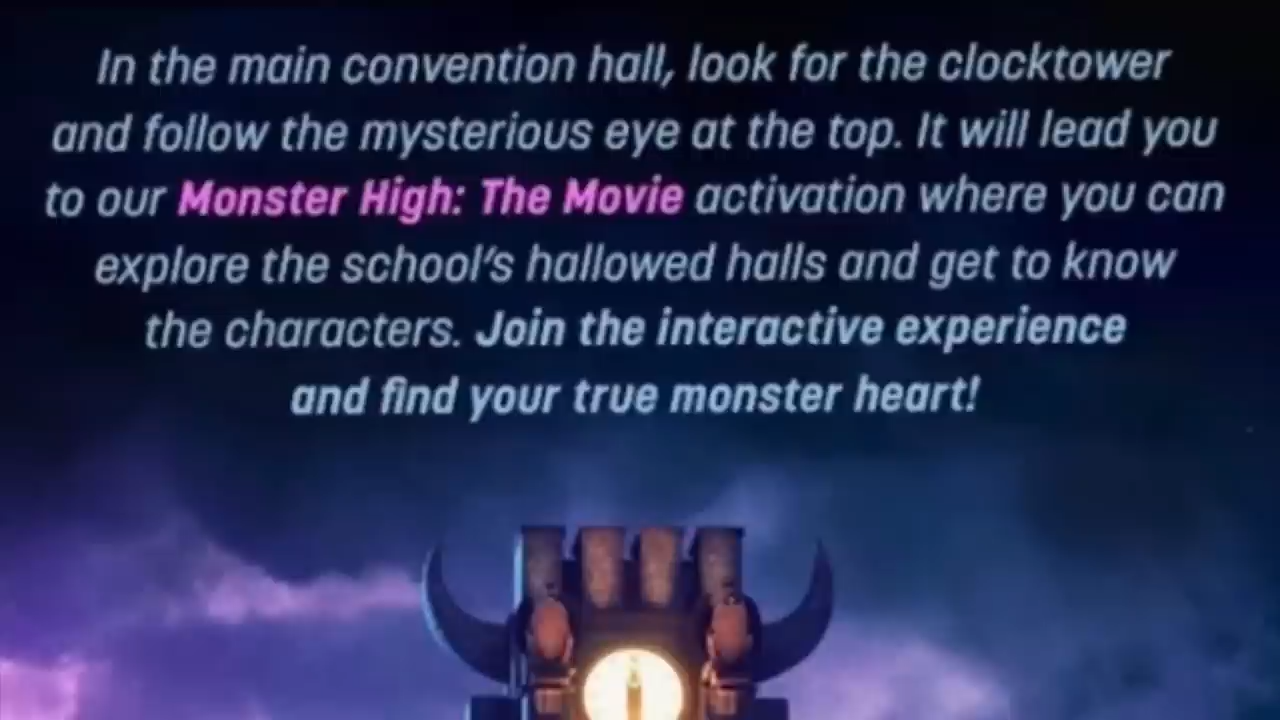 In the main convention hall, look for the clocktower
and follow the mysterious eye at the top. It will lead you
to our Monster High: The Movie activation where you can
explore the school's hallowed halls and get to know
the characters. Join the interactive experience
and find your true monster heart!